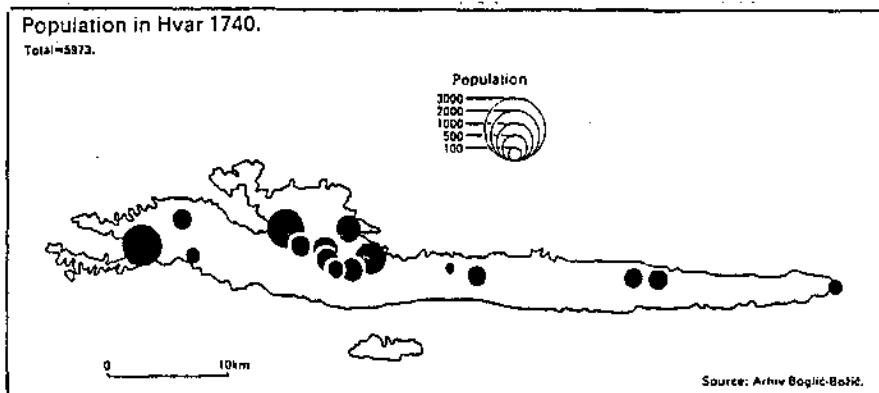 Population in Hvar 1740.
Total=5973.
Population
3000
2000
1000
500
100
0 10km
Source: Arhiv Boglić-Božić.